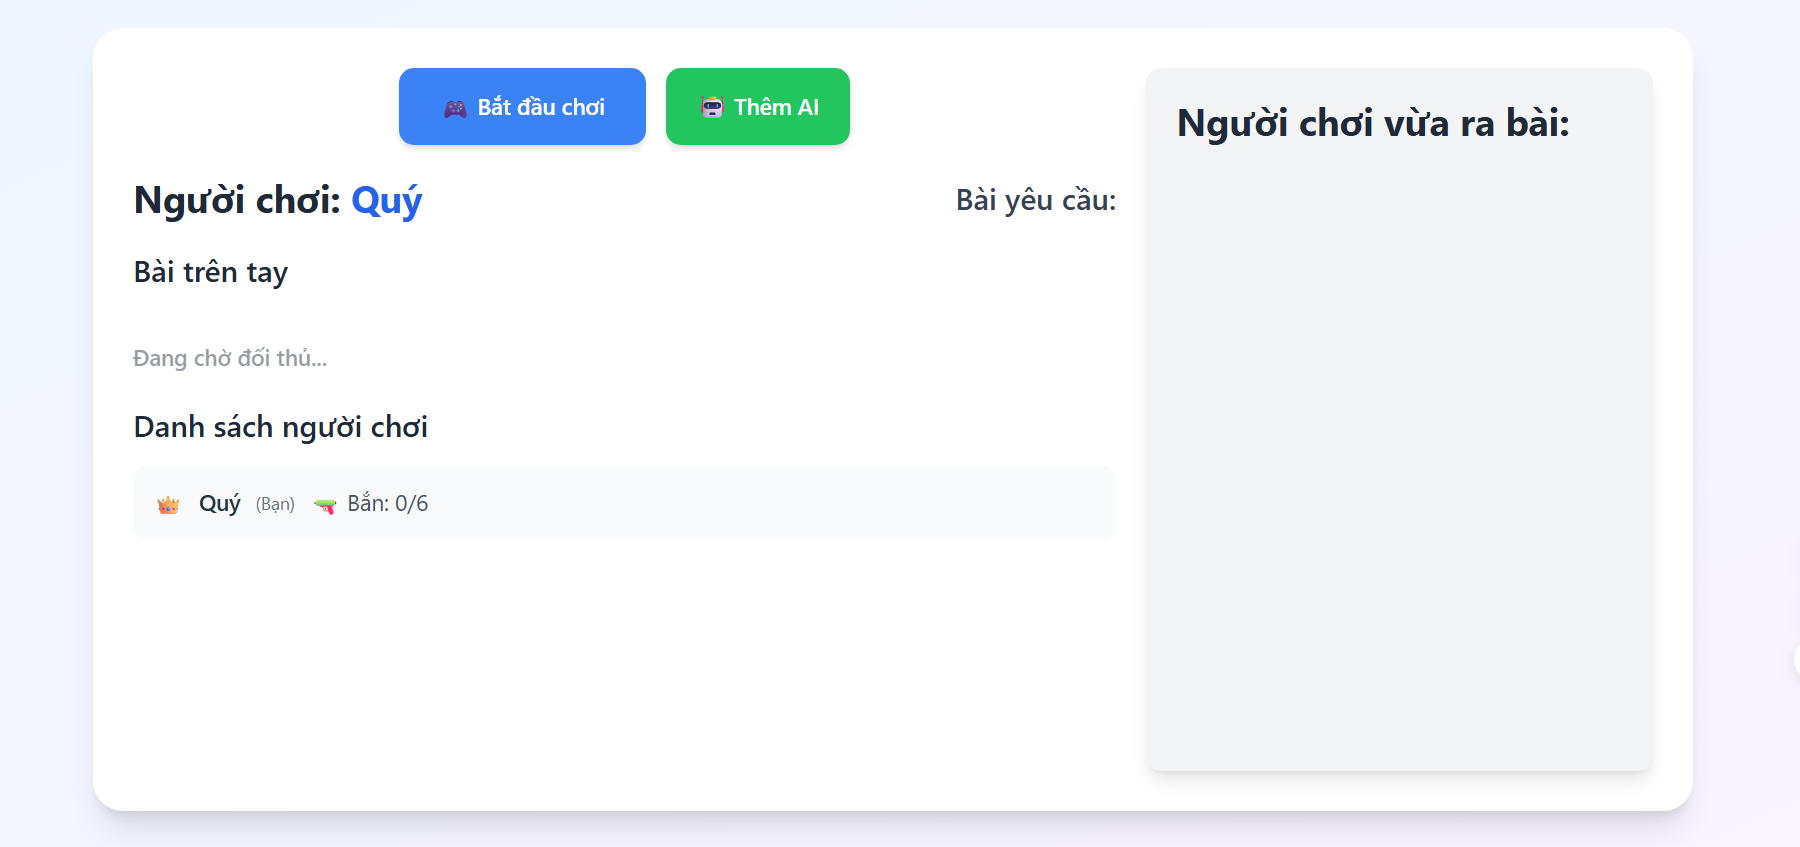 Bắt đầu chơi
Thêm AI
Người chơi: Quý
Bài yêu cầu:
Bài trên tay
Đang chờ đối thủ...
Danh sách người chơi
Quý (Bạn) Bắn: 0/6
Người chơi vừa ra bài: